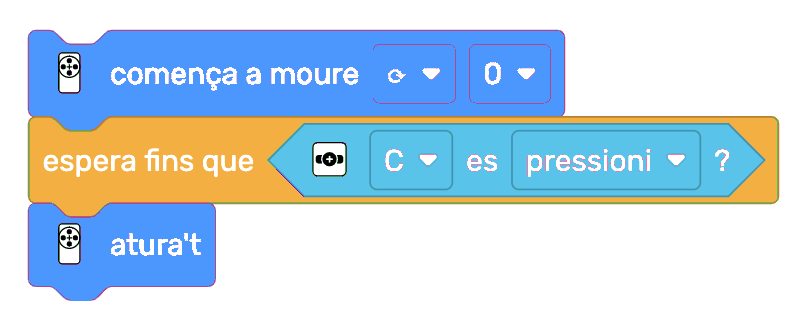 comença a moure ⟳ 0
espera fins que C es pressioni ?
atura't